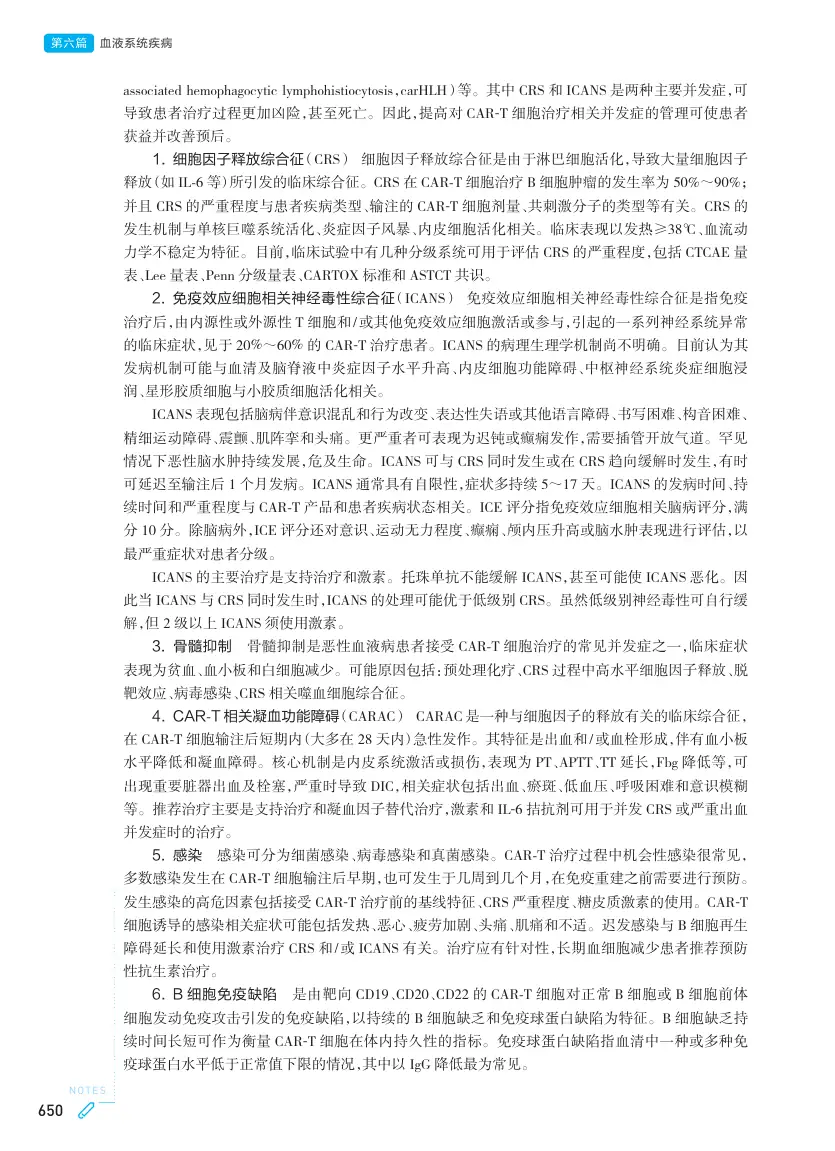 第六篇 血液系统疾病
associated hemophagocytic lymphohistiocytosis,carHLH)等。其中 CRS 和 ICANS 是两种主要并发症,可
导致患者治疗过程更加凶险,甚至死亡。因此,提高对 CAR-T 细胞治疗相关并发症的管理可使患者
获益并改善预后。
1. 细胞因子释放综合征(CRS) 细胞因子释放综合征是由于淋巴细胞活化,导致大量细胞因子
释放(如 IL-6 等)所引发的临床综合征。CRS 在 CAR-T 细胞治疗 B 细胞肿瘤的发生率为 50%~90%;
并且 CRS 的严重程度与患者疾病类型、输注的 CAR-T 细胞剂量、共刺激分子的类型等有关。CRS 的
发生机制与单核巨噬系统活化、炎症因子风暴、内皮细胞活化相关。临床表现以发热≥38℃、血流动
力学不稳定为特征。目前,临床试验中有几种分级系统可用于评估 CRS 的严重程度,包括 CTCAE 量
表、Lee 量表、Penn 分级量表、CARTOX 标准和 ASTCT 共识。
2. 免疫效应细胞相关神经毒性综合征(ICANS) 免疫效应细胞相关神经毒性综合征是指免疫
治疗后,由内源性或外源性 T 细胞和/或其他免疫效应细胞激活或参与,引起的一系列神经系统异常
的临床症状,见于 20%~60% 的 CAR-T 治疗患者。ICANS 的病理生理学机制尚不明确。目前认为其
发病机制可能与血清及脑脊液中炎症因子水平升高、内皮细胞功能障碍、中枢神经系统炎症细胞浸
润、星形胶质细胞与小胶质细胞活化相关。
ICANS 表现包括脑病伴意识混乱和行为改变、表达性失语或其他语言障碍、书写困难、构音困难、
精细运动障碍、震颤、肌阵挛和头痛。更严重者可表现为迟钝或癫痫发作,需要插管开放气道。罕见
情况下恶性脑水肿持续发展,危及生命。ICANS 可与 CRS 同时发生或在 CRS 趋向缓解时发生,有时
可延迟至输注后 1 个月发病。ICANS 通常具有自限性,症状多持续 5~17 天。ICANS 的发病时间、持
续时间和严重程度与 CAR-T 产品和患者疾病状态相关。ICE 评分指免疫效应细胞相关脑病评分,满
分 10 分。除脑病外,ICE 评分还对意识、运动无力程度、癫痫、颅内压升高或脑水肿表现进行评估,以
最严重症状对患者分级。
ICANS 的主要治疗是支持治疗和激素。托珠单抗不能缓解 ICANS,甚至可能使 ICANS 恶化。因
此当 ICANS 与 CRS 同时发生时,ICANS 的处理可能优于低级别 CRS。虽然低级别神经毒性可自行缓
解,但 2 级以上 ICANS 须使用激素。
3. 骨髓抑制 骨髓抑制是恶性血液病患者接受 CAR-T 细胞治疗的常见并发症之一,临床症状
表现为贫血、血小板和白细胞减少。可能原因包括:预处理化疗、CRS 过程中高水平细胞因子释放、脱
靶效应、病毒感染、CRS 相关噬血细胞综合征。
4. CAR-T 相关凝血功能障碍(CARAC) CARAC 是一种与细胞因子的释放有关的临床综合征,
在 CAR-T 细胞输注后短期内(大多在 28 天内)急性发作。其特征是出血和/或血栓形成,伴有血小板
水平降低和凝血障碍。核心机制是内皮系统激活或损伤,表现为 PT、APTT、TT 延长,Fbg 降低等,可
出现重要脏器出血及栓塞,严重时导致 DIC,相关症状包括出血、瘀斑、低血压、呼吸困难和意识模糊
等。推荐治疗主要是支持治疗和凝血因子替代治疗,激素和 IL-6 拮抗剂可用于并发 CRS 或严重出血
并发症时的治疗。
5. 感染 感染可分为细菌感染、病毒感染和真菌感染。CAR-T 治疗过程中机会性感染很常见,
多数感染发生在 CAR-T 细胞输注后早期,也可发生于几周到几个月,在免疫重建之前需要进行预防。
发生感染的高危因素包括接受 CAR-T 治疗前的基线特征、CRS 严重程度、糖皮质激素的使用。CAR-T
细胞诱导的感染相关症状可能包括发热、恶心、疲劳加剧、头痛、肌痛和不适。迟发感染与 B 细胞再生
障碍延长和使用激素治疗 CRS 和/或 ICANS 有关。治疗应有针对性,长期血细胞减少患者推荐预防
性抗生素治疗。
6. B 细胞免疫缺陷 是由靶向 CD19、CD20、CD22 的 CAR-T 细胞对正常 B 细胞或 B 细胞前体
细胞发动免疫攻击引发的免疫缺陷,以持续的 B 细胞缺乏和免疫球蛋白缺陷为特征。B 细胞缺乏持
续时间长短可作为衡量 CAR-T 细胞在体内持久性的指标。免疫球蛋白缺陷指血清中一种或多种免
疫球蛋白水平低于正常值下限的情况,其中以 IgG 降低最为常见。
NOTES
650